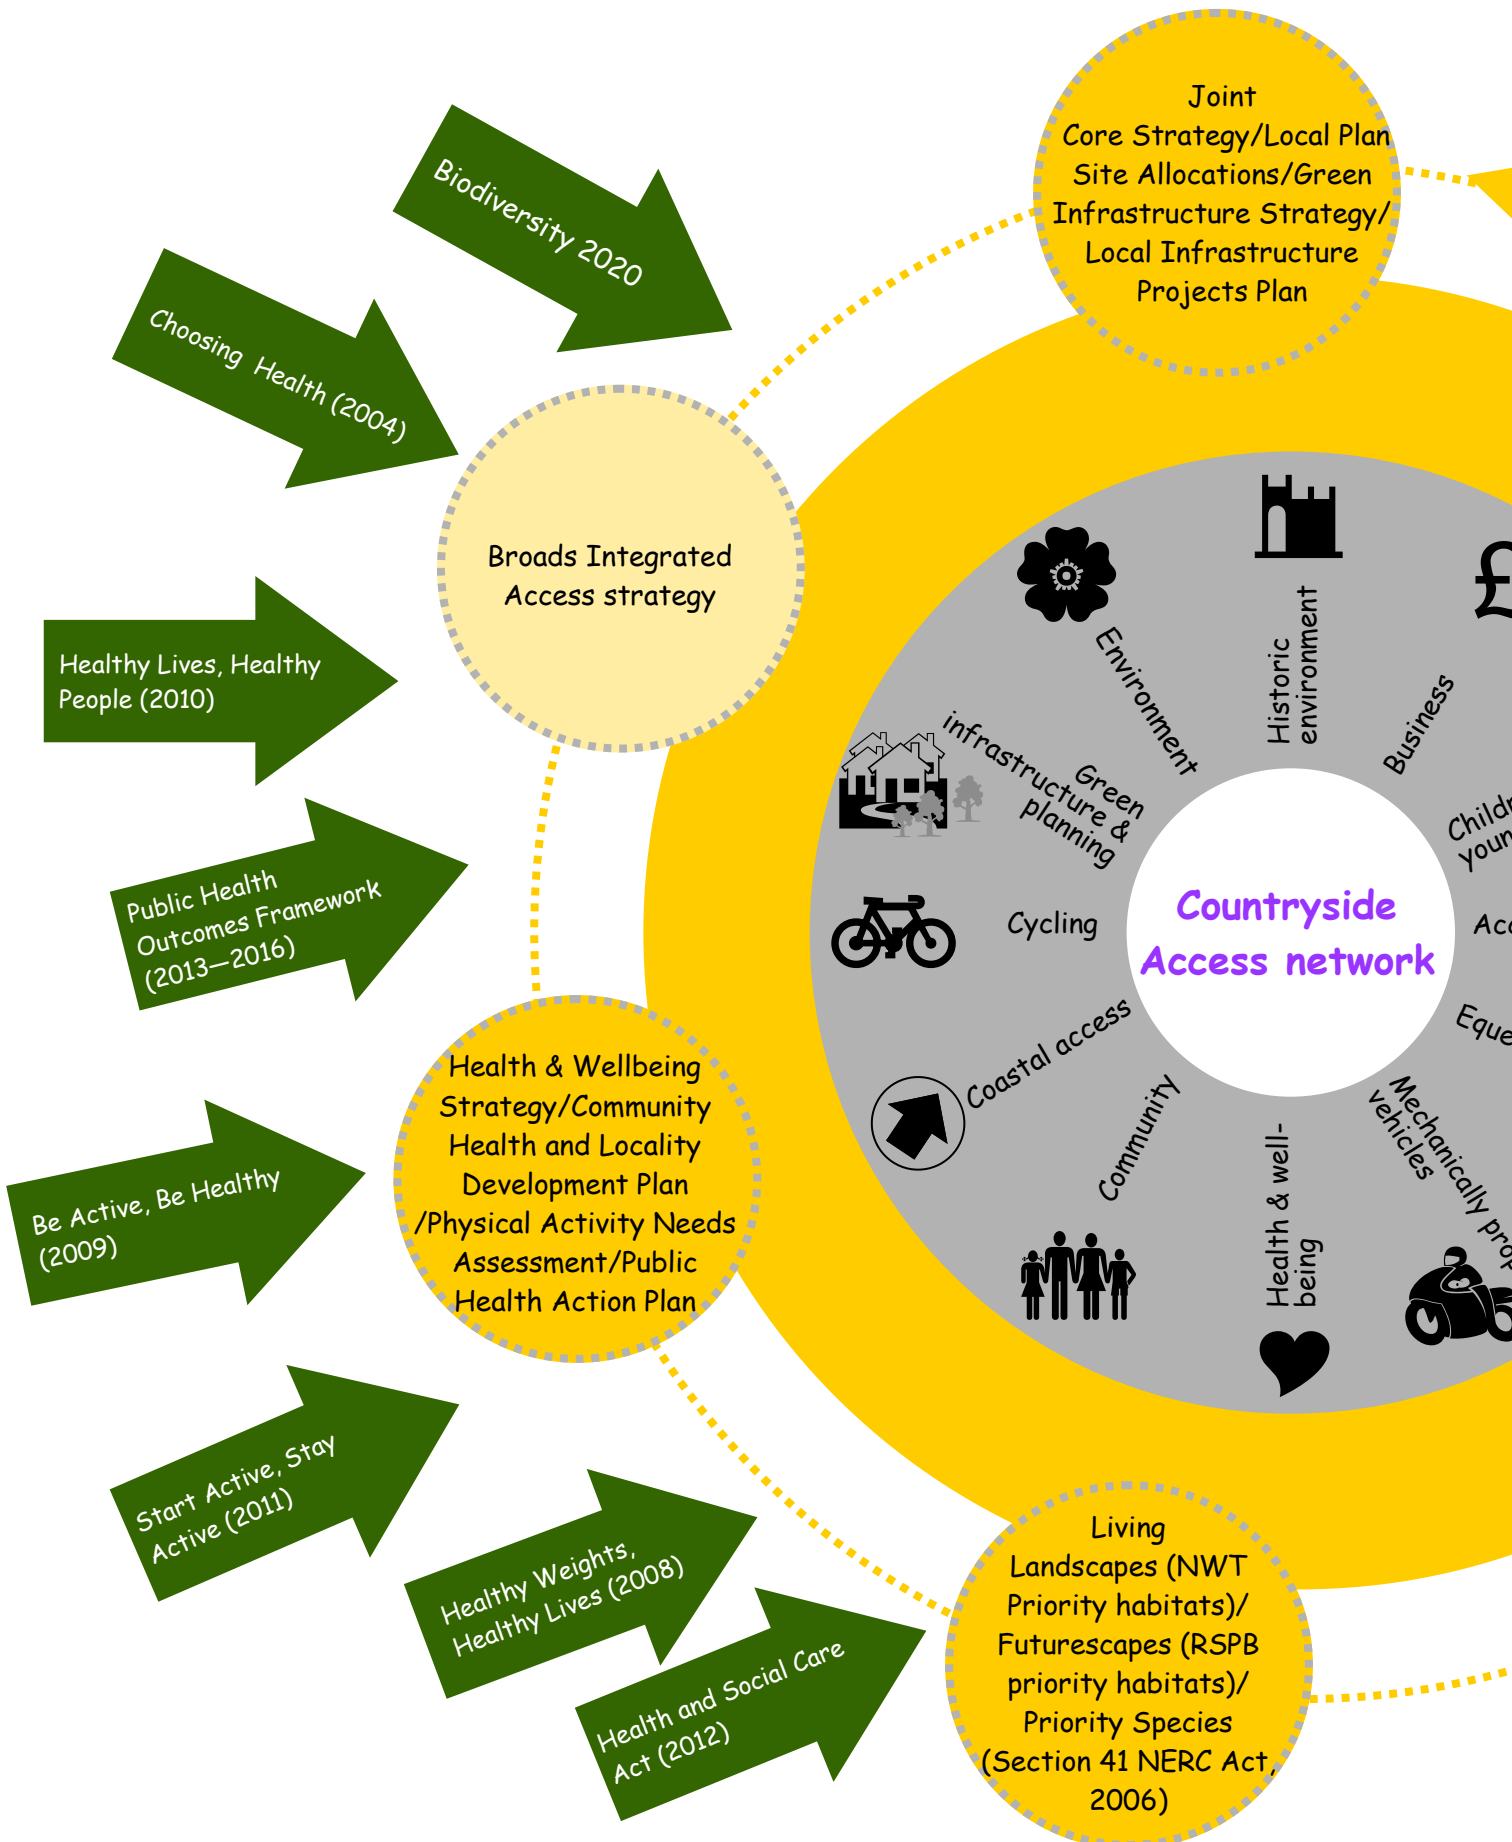 Joint
Core Strategy/Local Plan
Site Allocations/Green
Infrastructure Strategy/
Local Infrastructure
Projects Plan
Biodiversity 2020
Choosing Health (2004)
Broads Integrated
Access strategy
Healthy Lives, Healthy
People (2010)
Public Health
Outcomes Framework
(2013—2016)
Be Active, Be Healthy
(2009)
Health & Wellbeing
Strategy/Community
Health and Locality
Development Plan
/Physical Activity Needs
Assessment/Public
Health Action Plan
Start Active, Stay
Active (2011)
Healthy Weights,
Healthy Lives (2008)
Health and Social Care
Act (2012)
Living
Landscapes (NWT
Priority habitats)/
Futurescapes (RSPB
priority habitats)/
Priority Species
(Section 41 NERC Act,
2006)
Environment
Historic
environment
£
Business
Green
infrastructure &
planning
Cycling
Coastal access
Community
Health & well-
being
Mechanically
vehicles
Countryside
Access network